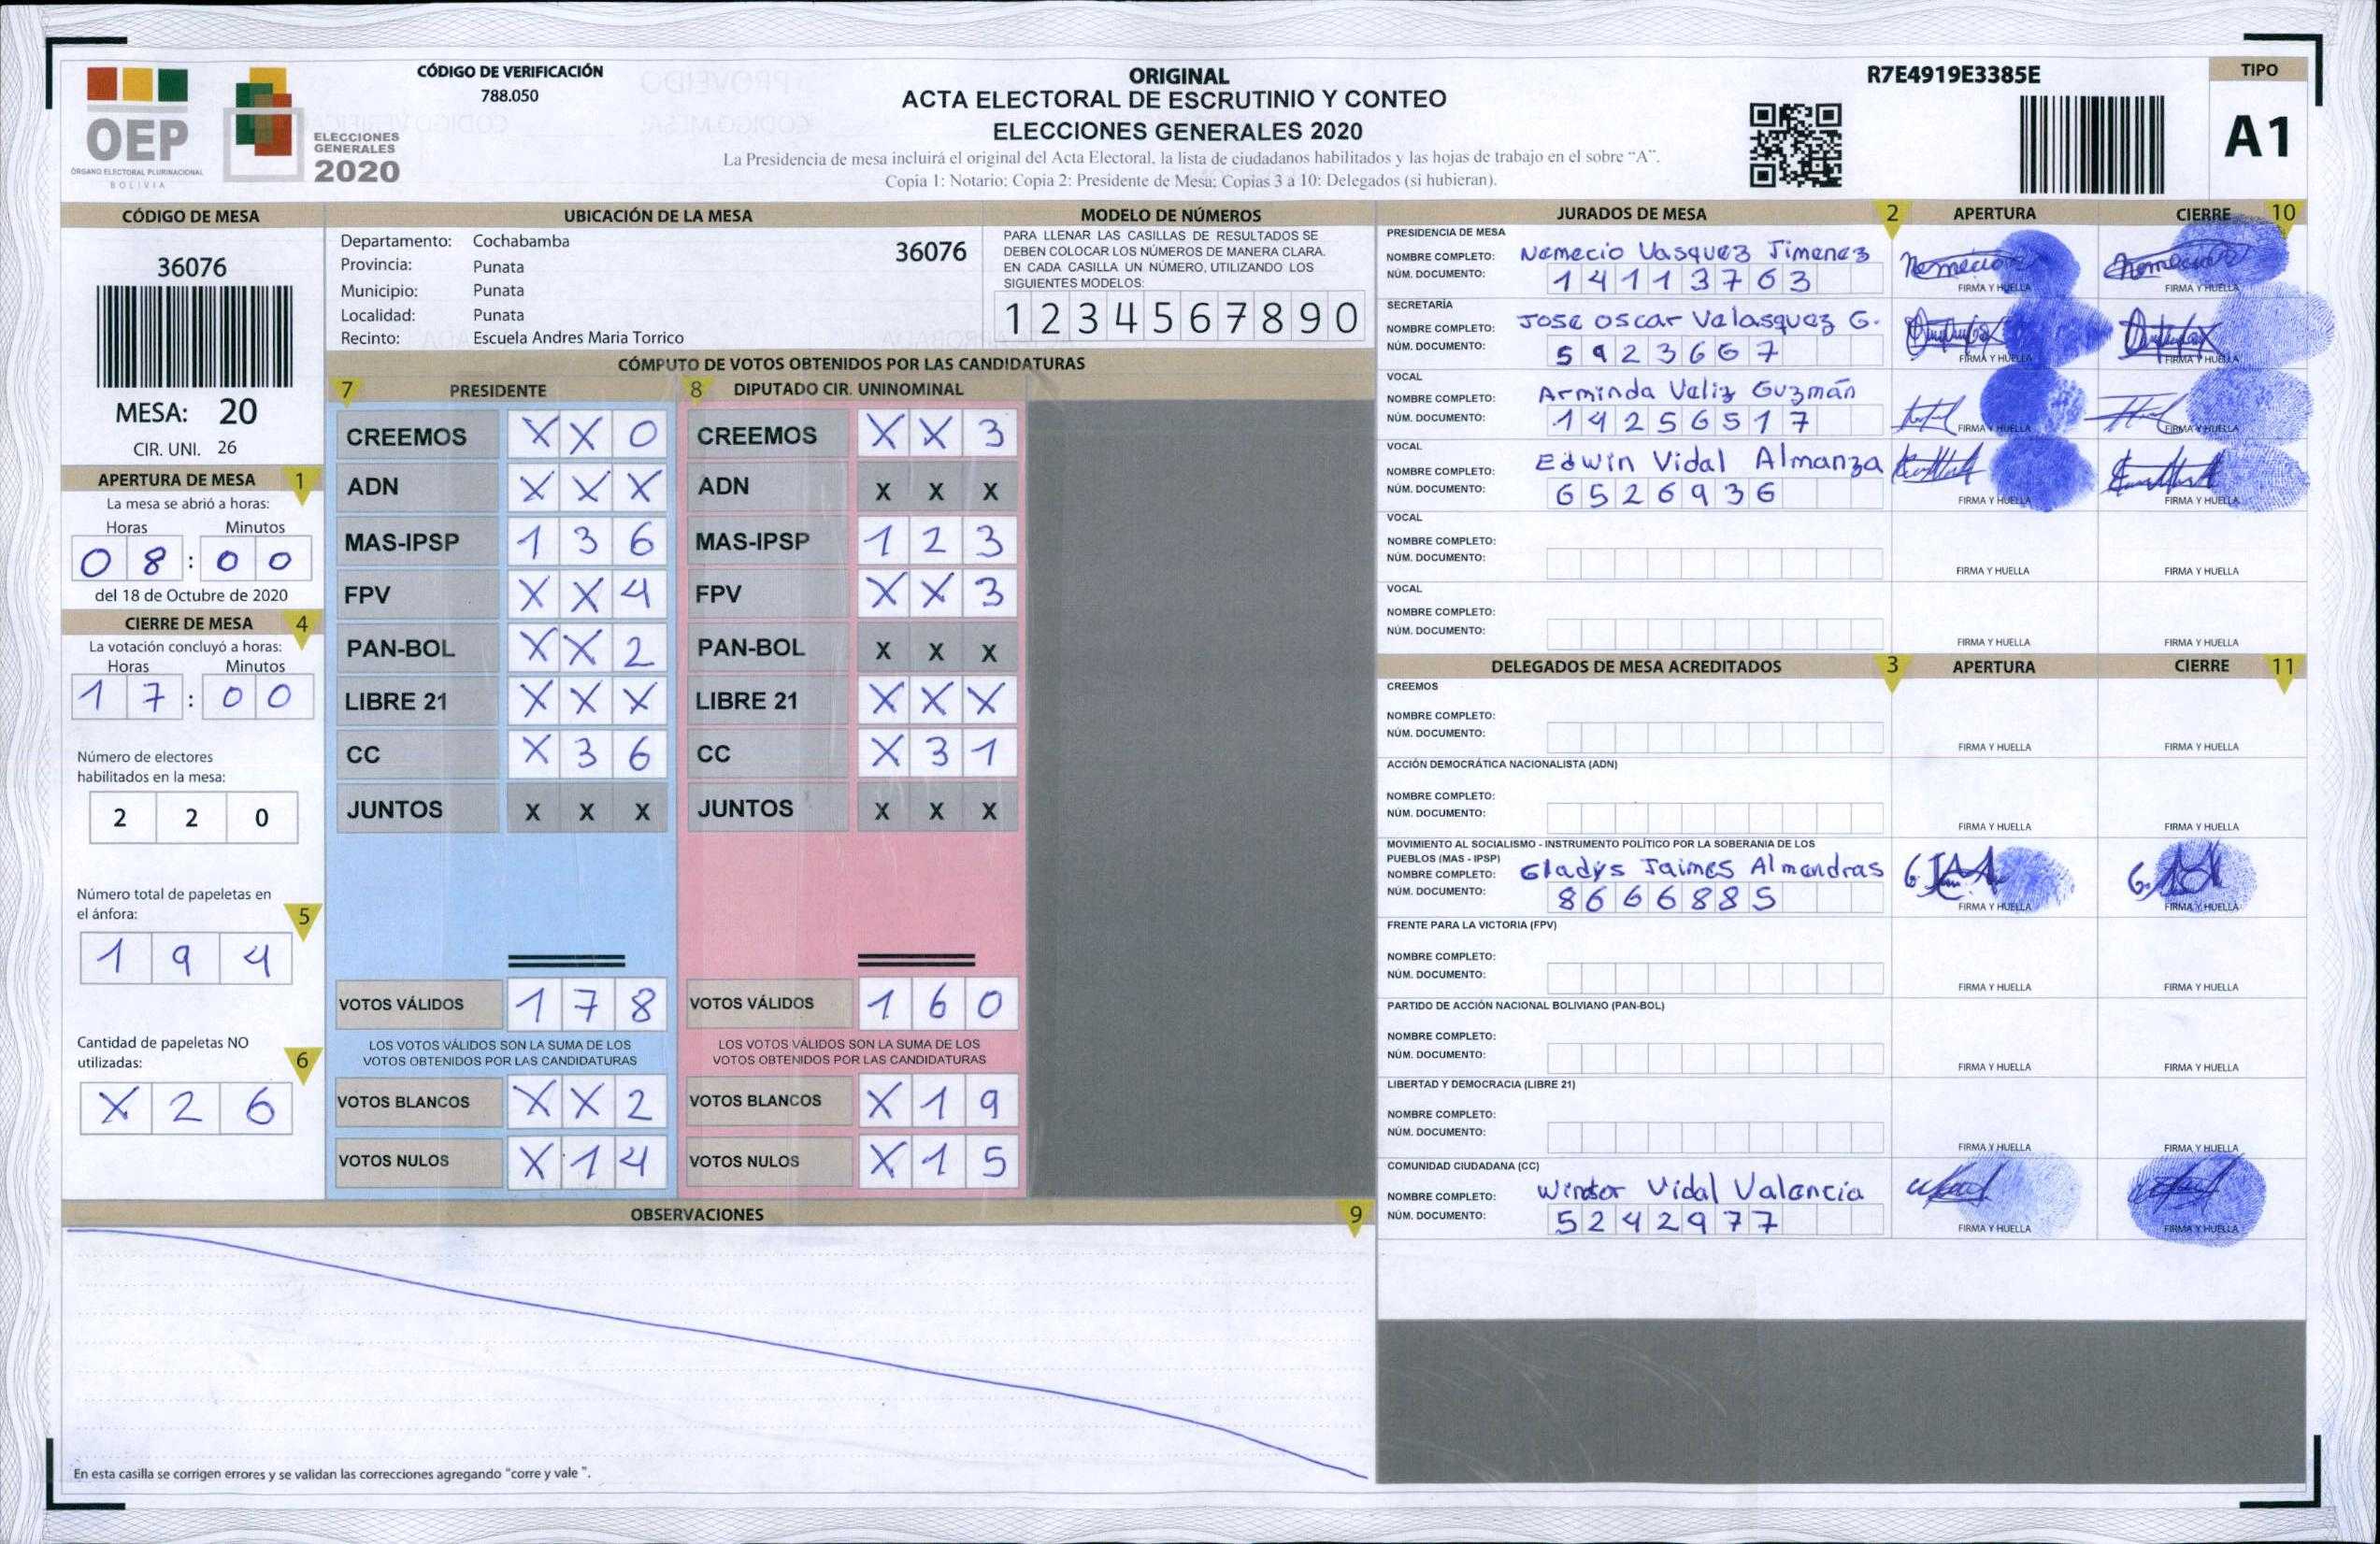 OEP
ÓRGANO ELECTORAL PLURINACIONAL
BOLIVIA
ELECCIONES
GENERALES
2020
CÓDIGO DE VERIFICACIÓN
788.050
ORIGINAL
ACTA ELECTORAL DE ESCRUTINIO Y CONTEO
ELECCIONES GENERALES 2020
La Presidencia de mesa incluirá el original del Acta Electoral, la lista de ciudadanos habilitados y las hojas de trabajo en el sobre “A”.
Copia 1: Notario; Copia 2: Presidente de Mesa; Copias 3 a 10: Delegados (si hubieran).
R7E4919E3385E
TIPO
A1
CÓDIGO DE MESA
36076
MESA: 20
CIR. UNI. 26
APERTURA DE MESA 1
La mesa se abrió a horas:
Horas Minutos
0 8 : 0 0
del 18 de Octubre de 2020
CIERRE DE MESA 4
La votación concluyó a horas:
Horas Minutos
1 7 : 0 0
Número de electores
habilitados en la mesa:
2 2 0
Número total de papeletas en
el ánfora: 5
1 9 4
Cantidad de papeletas NO
utilizadas: 6
X 2 6
UBICACIÓN DE LA MESA
Departamento: Cochabamba 36076
Provincia: Punata
Municipio: Punata
Localidad: Punata
Recinto: Escuela Andres Maria Torrico
MODELO DE NÚMEROS
PARA LLENAR LAS CASILLAS DE RESULTADOS SE
DEBEN COLOCAR LOS NÚMEROS DE MANERA CLARA.
EN CADA CASILLA UN NÚMERO, UTILIZANDO LOS
SIGUIENTES MODELOS:
1 2 3 4 5 6 7 8 9 0
CÓMPUTO DE VOTOS OBTENIDOS POR LAS CANDIDATURAS
7 PRESIDENTE
CREEMOS X X 0
ADN X X X
MAS-IPSP 1 3 6
FPV X X 4
PAN-BOL X X 2
LIBRE 21 X X X
CC X 3 6
JUNTOS X X X
VOTOS VÁLIDOS 1 7 8
LOS VOTOS VÁLIDOS SON LA SUMA DE LOS
VOTOS OBTENIDOS POR LAS CANDIDATURAS
VOTOS BLANCOS X X 2
VOTOS NULOS X 1 4
8 DIPUTADO CIR. UNINOMINAL
CREEMOS X X 3
ADN X X X
MAS-IPSP 1 2 3
FPV X X 3
PAN-BOL X X X
LIBRE 21 X X X
CC X 3 1
JUNTOS X X X
VOTOS VÁLIDOS 1 6 0
LOS VOTOS VÁLIDOS SON LA SUMA DE LOS
VOTOS OBTENIDOS POR LAS CANDIDATURAS
VOTOS BLANCOS X 1 9
VOTOS NULOS X 1 5
OBSERVACIONES 9
En esta casilla se corrigen errores y se validan las correcciones agregando “corre y vale ”.
JURADOS DE MESA 2 APERTURA CIERRE 10
PRESIDENCIA DE MESA
NOMBRE COMPLETO: Nemecio Vasquez Jimenez
NÚM. DOCUMENTO: 1 4 1 1 3 7 6 3
FIRMA Y HUELLA FIRMA Y HUELLA
SECRETARÍA
NOMBRE COMPLETO: Jose Oscar Velasquez G.
NÚM. DOCUMENTO: 5 9 2 3 6 6 7
FIRMA Y HUELLA FIRMA Y HUELLA
VOCAL
NOMBRE COMPLETO: Arminda Veliz Guzmán
NÚM. DOCUMENTO: 1 4 2 5 6 5 1 7
FIRMA Y HUELLA FIRMA Y HUELLA
VOCAL
NOMBRE COMPLETO: Edwin Vidal Almanza
NÚM. DOCUMENTO: 6 5 2 6 9 3 6
FIRMA Y HUELLA FIRMA Y HUELLA
VOCAL
NOMBRE COMPLETO:
NÚM. DOCUMENTO:
FIRMA Y HUELLA FIRMA Y HUELLA
VOCAL
NOMBRE COMPLETO:
NÚM. DOCUMENTO:
FIRMA Y HUELLA FIRMA Y HUELLA
DELEGADOS DE MESA ACREDITADOS 3 APERTURA CIERRE 11
CREEMOS
NOMBRE COMPLETO:
NÚM. DOCUMENTO:
FIRMA Y HUELLA FIRMA Y HUELLA
ACCIÓN DEMOCRÁTICA NACIONALISTA (ADN)
NOMBRE COMPLETO:
NÚM. DOCUMENTO:
FIRMA Y HUELLA FIRMA Y HUELLA
MOVIMIENTO AL SOCIALISMO - INSTRUMENTO POLÍTICO POR LA SOBERANIA DE LOS
PUEBLOS (MAS - IPSP)
NOMBRE COMPLETO: Gladys Jaimes Almendras
NÚM. DOCUMENTO: 8 6 6 6 8 8 5
FIRMA Y HUELLA FIRMA Y HUELLA
FRENTE PARA LA VICTORIA (FPV)
NOMBRE COMPLETO:
NÚM. DOCUMENTO:
FIRMA Y HUELLA FIRMA Y HUELLA
PARTIDO DE ACCIÓN NACIONAL BOLIVIANO (PAN-BOL)
NOMBRE COMPLETO:
NÚM. DOCUMENTO:
FIRMA Y HUELLA FIRMA Y HUELLA
LIBERTAD Y DEMOCRACIA (LIBRE 21)
NOMBRE COMPLETO:
NÚM. DOCUMENTO:
FIRMA Y HUELLA FIRMA Y HUELLA
COMUNIDAD CIUDADANA (CC)
NOMBRE COMPLETO: Vidal Valencia
NÚM. DOCUMENTO: 5 2 4 2 9 7 7
FIRMA Y HUELLA FIRMA Y HUELLA